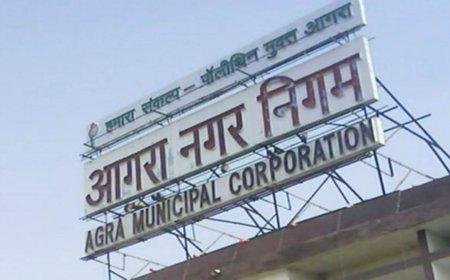 हमारा संकल्प - पॉलीथिन मुक्त आगरा
आगरा नगर निगम
AGRA MUNICIPAL CORPORATION